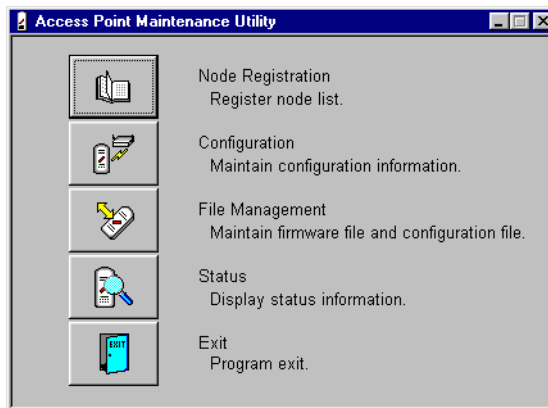 Access Point Maintenance Utility
Node Registration
Register node list.
Configuration
Maintain configuration information.
File Management
Maintain firmware file and configuration file.
Status
Display status information.
EXIT
Exit
Program exit.